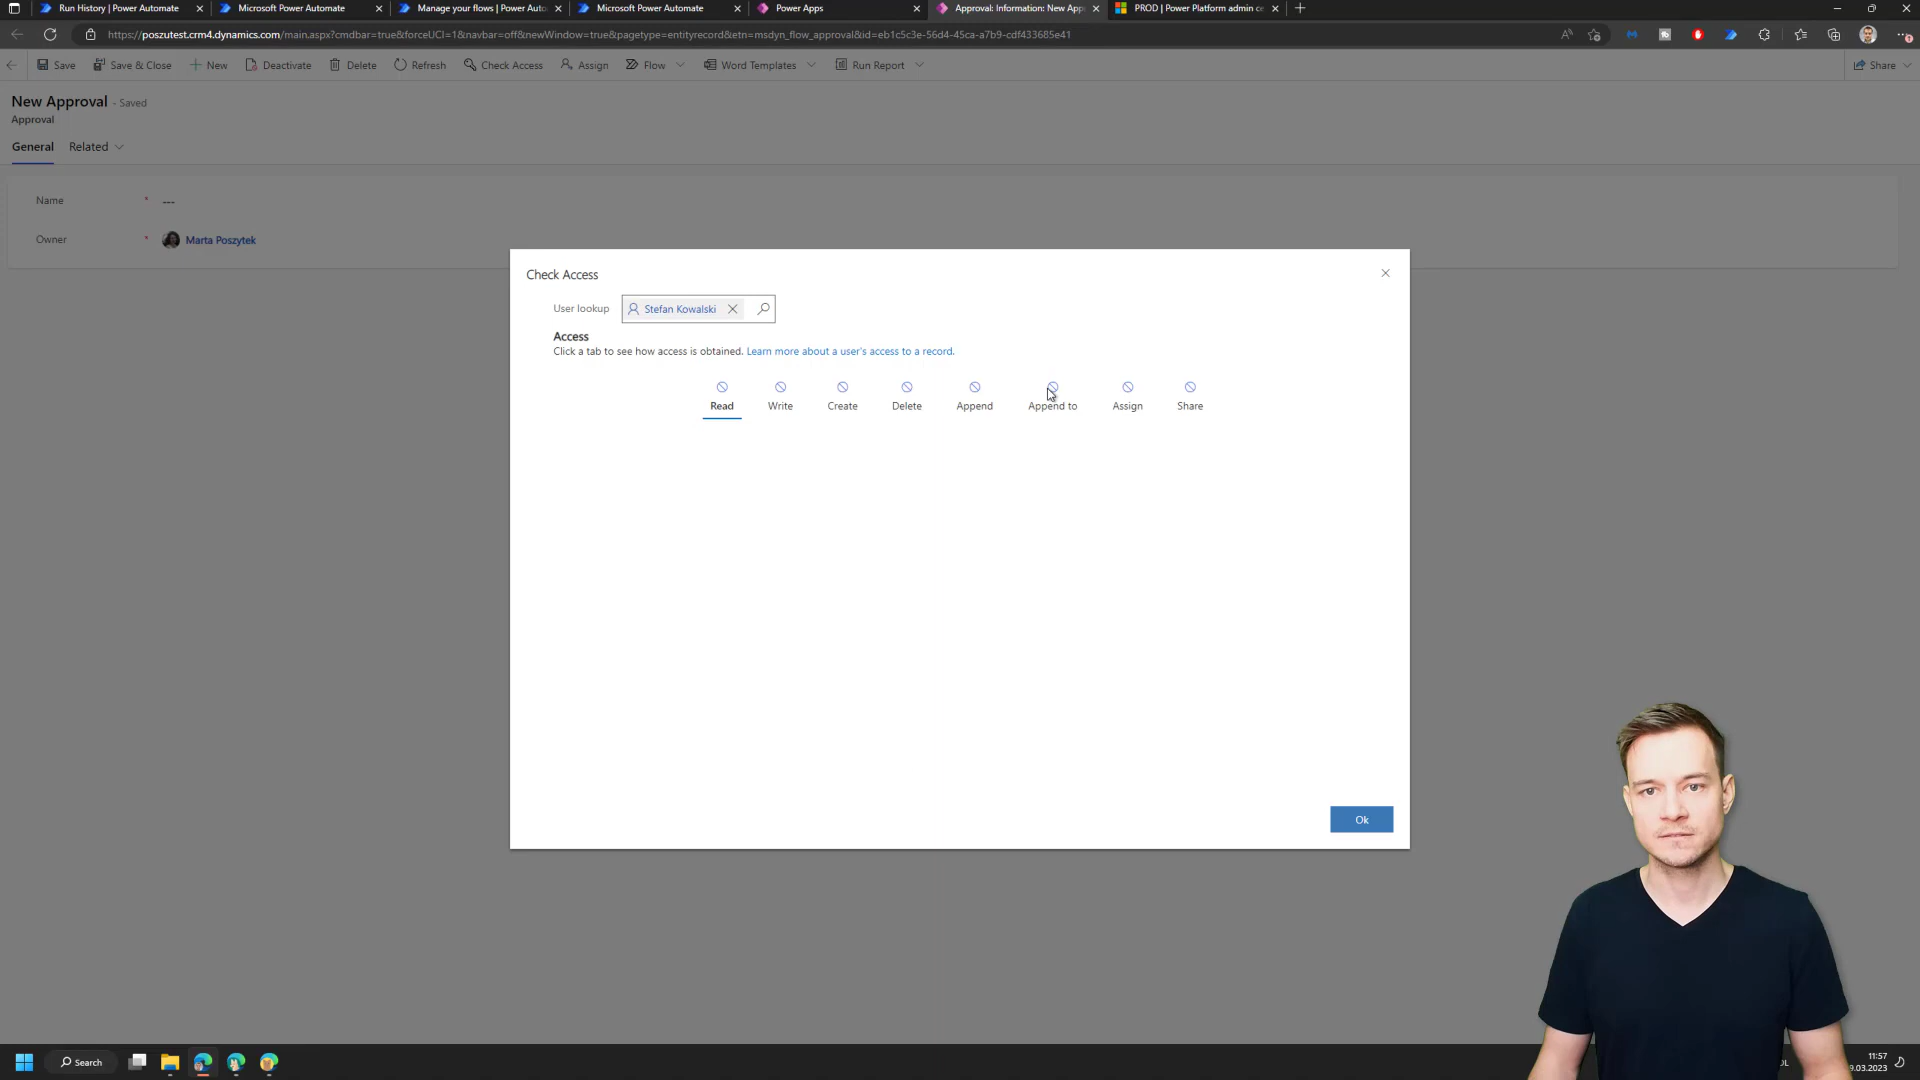 Run History | Power Automate
Microsoft Power Automate
Manage your flows | Power Auto
Microsoft Power Automate
Power Apps
Approval: Information: New App
PROD | Power Platform admin ce
https://poszutest.crm4.dynamics.com/main.aspx?cmdbar=true&forceUCI=1&navbar=off&newWindow=true&pagetype=entityrecord&etn=msdyn_flow_approval&id=eb1c5c3e-56d4-45ca-a7b9-cdf433685e41
Save
Save & Close
New
Deactivate
Delete
Refresh
Check Access
Assign
Flow
Word Templates
Run Report
Share
New Approval - Saved
Approval
General
Related
Name * ---
Owner * Marta Poszytek
Check Access
User lookup
Stefan Kowalski
Access
Click a tab to see how access is obtained. Learn more about a user's access to a record.
Read
Write
Create
Delete
Append
Append to
Assign
Share
Ok
Search
11:57
9.03.2023